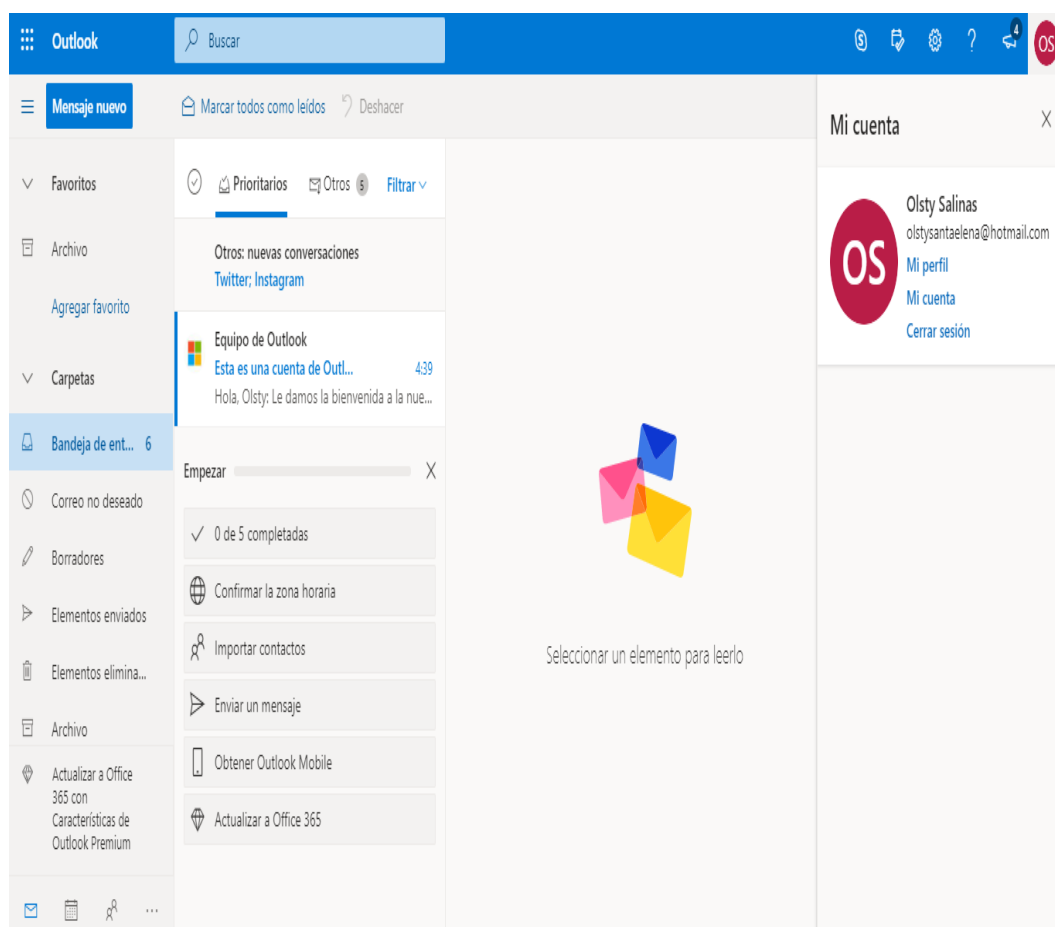 Outlook
Buscar
4
OS
Mensaje nuevo
Marcar todos como leídos
Deshacer
Mi cuenta
Favoritos
Archivo
Agregar favorito
Carpetas
Bandeja de ent... 6
Correo no deseado
Borradores
Elementos enviados
Elementos elimina...
Archivo
Actualizar a Office
365 con
Características de
Outlook Premium
Prioritarios
Otros 5
Filtrar
Otros: nuevas conversaciones
Twitter; Instagram
Equipo de Outlook
Esta es una cuenta de Outl... 4:39
Hola, Olsty: Le damos la bienvenida a la nue...
Empezar
0 de 5 completadas
Confirmar la zona horaria
Importar contactos
Enviar un mensaje
Obtener Outlook Mobile
Actualizar a Office 365
Seleccionar un elemento para leerlo
OS
Olsty Salinas
olstysantaelena@hotmail.com
Mi perfil
Mi cuenta
Cerrar sesión